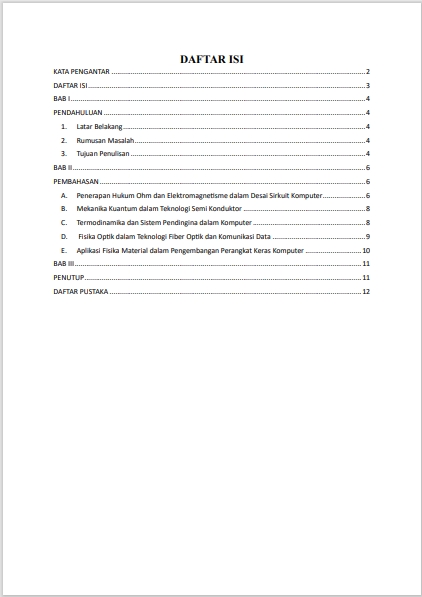 DAFTAR ISI
KATA PENGANTAR ........ 2
DAFTAR ISI ........ 3
BAB I ........ 4
PENDAHULUAN ........ 4
1. Latar Belakang ........ 4
2. Rumusan Masalah ........ 4
3. Tujuan Penulisan ........ 4
BAB II ........ 6
PEMBAHASAN ........ 6
A. Penerapan Hukum Ohm dan Elektromagnetisme dalam Desai Sirkuit Komputer ........ 6
B. Mekanika Kuantum dalam Teknologi Semi Konduktor ........ 8
C. Termodinamika dan Sistem Pendingina dalam Komputer ........ 8
D. Fisika Optik dalam Teknologi Fiber Optik dan Komunikasi Data ........ 9
E. Aplikasi Fisika Material dalam Pengembangan Perangkat Keras Komputer ........ 10
BAB III ........ 11
PENUTUP ........ 11
DAFTAR PUSTAKA ........ 12